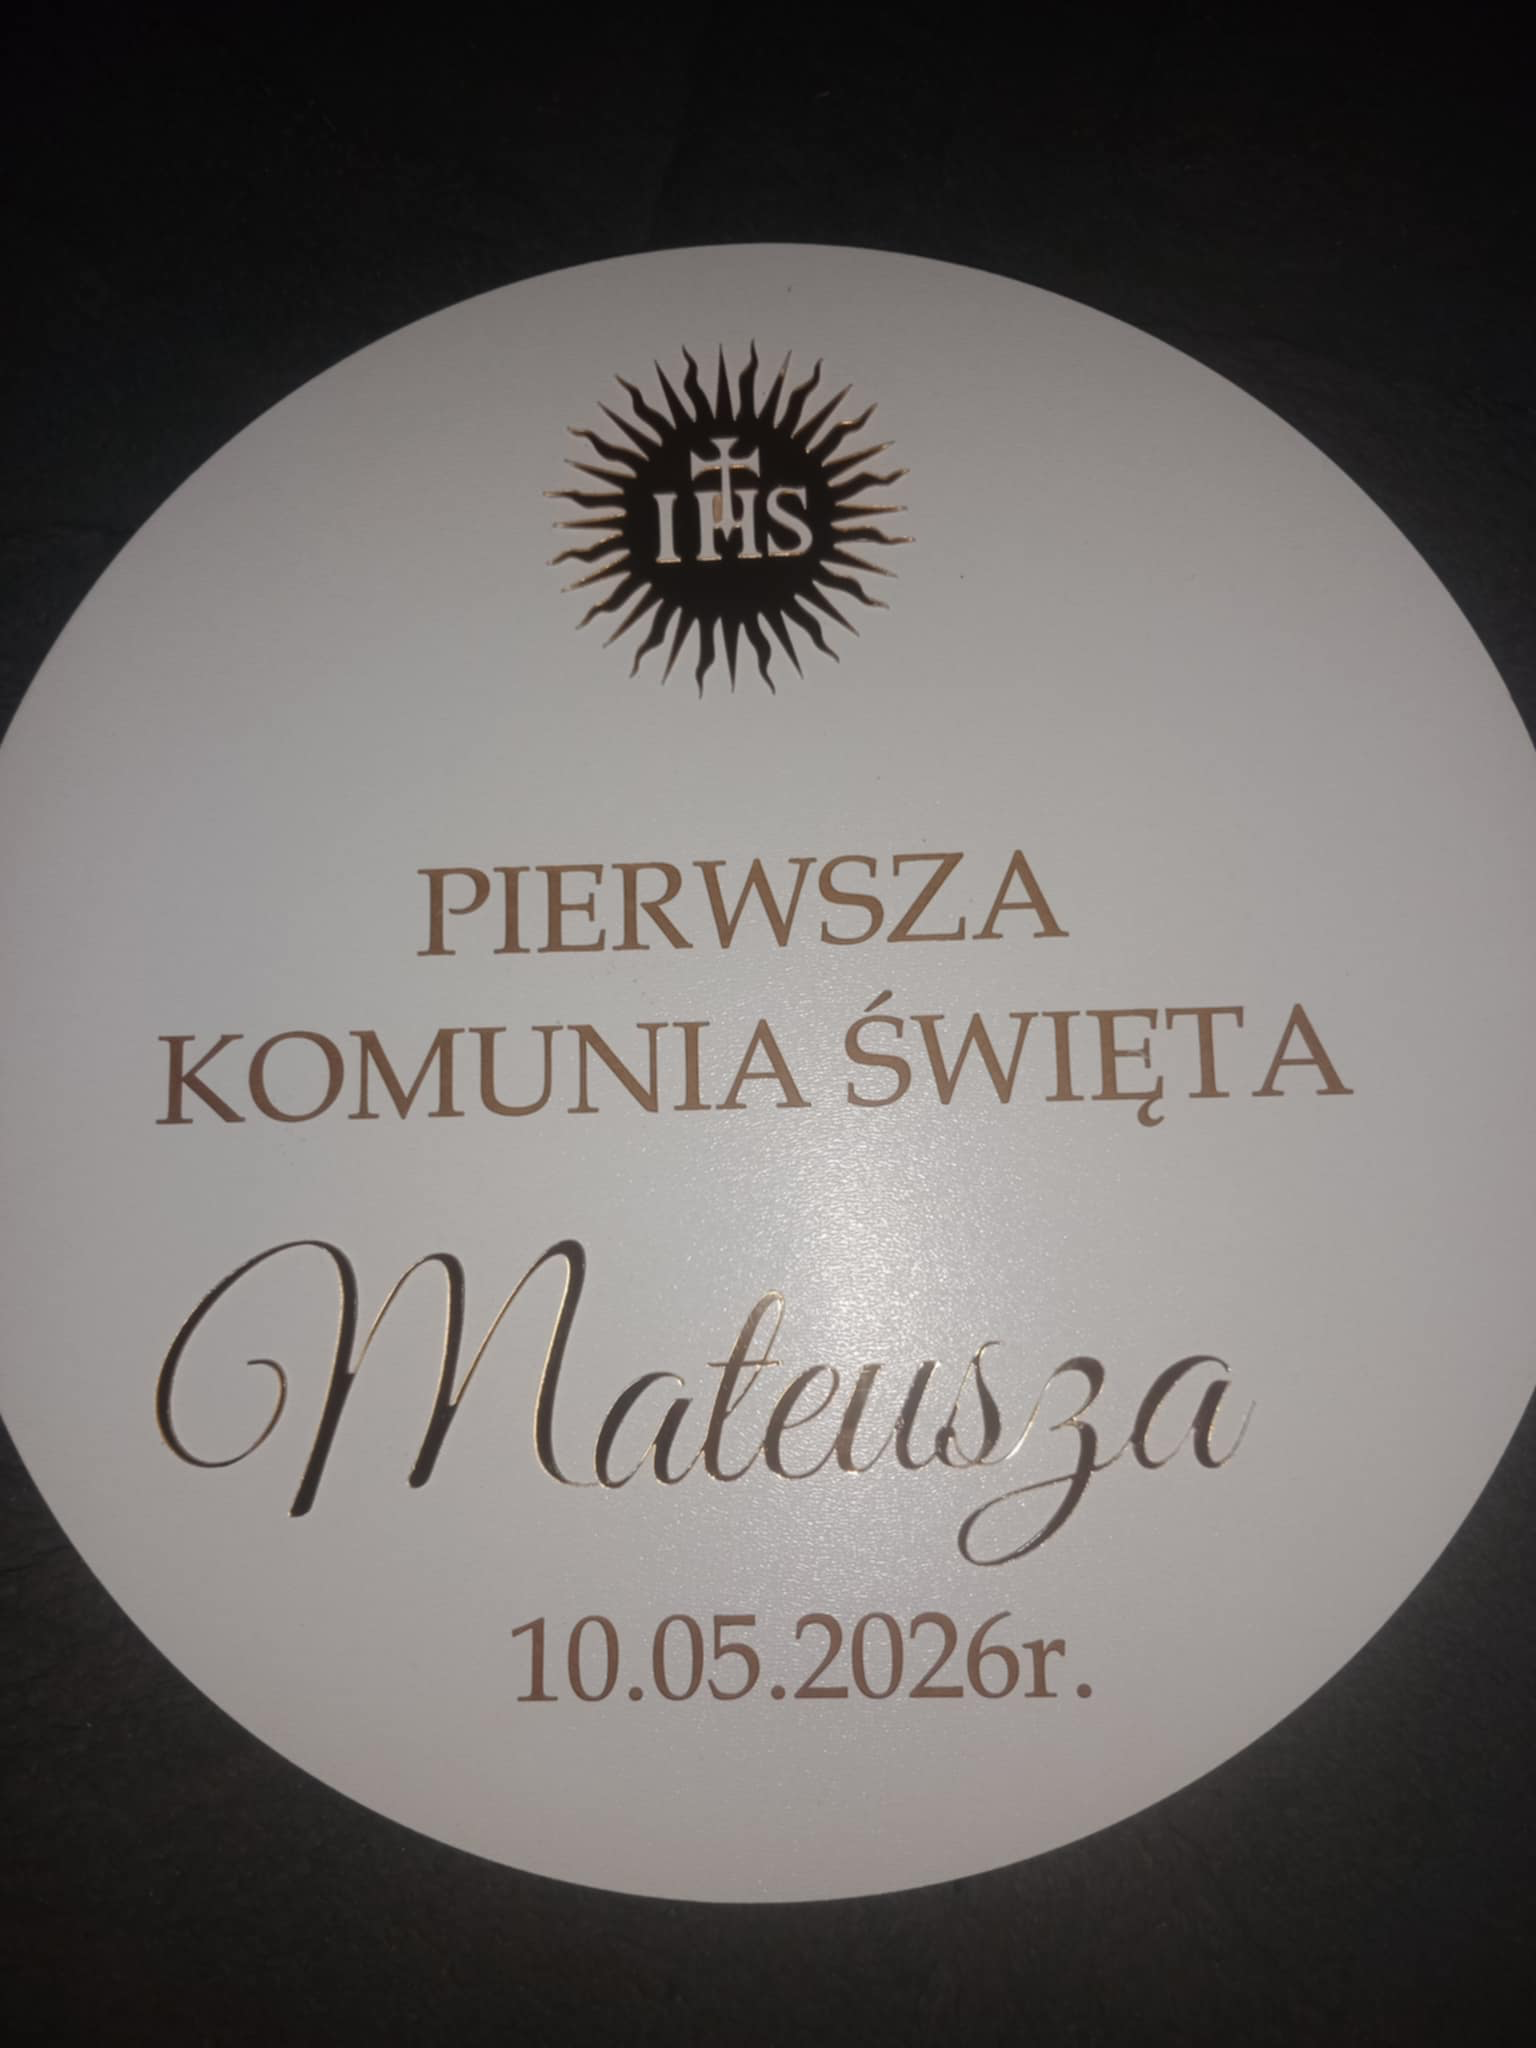 IHS
PIERWSZA
KOMUNIA ŚWIĘTA
Mateusza
10.05.2026r.